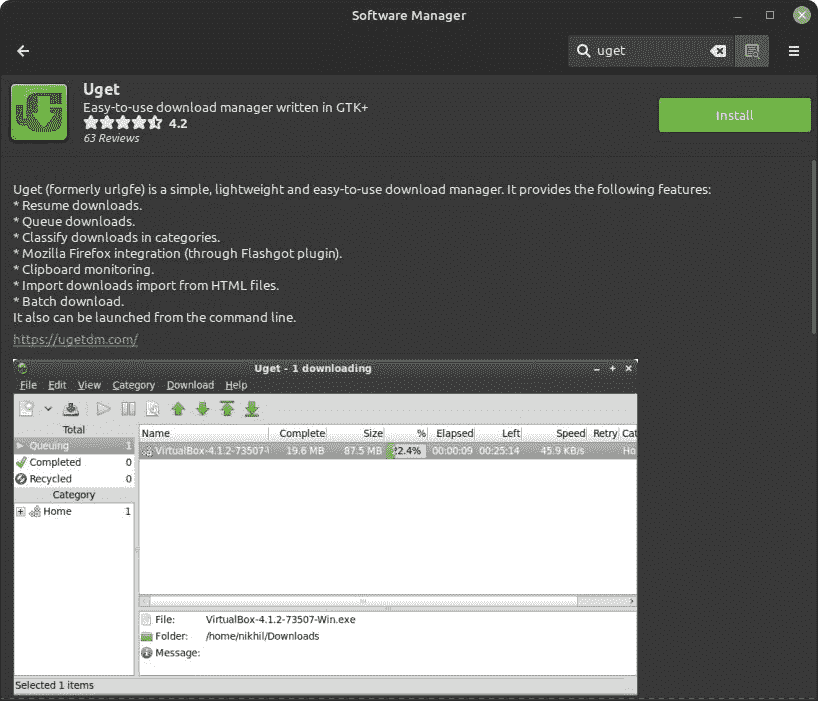 Software Manager
uget
Uget
Easy-to-use download manager written in GTK+
4.2
63 Reviews
Install
Uget (formerly urlgfe) is a simple, lightweight and easy-to-use download manager. It provides the following features:
* Resume downloads.
* Queue downloads.
* Classify downloads in categories.
* Mozilla Firefox integration (through Flashgot plugin).
* Clipboard monitoring.
* Import downloads import from HTML files.
* Batch download.
It also can be launched from the command line.
https://ugetdm.com/
Uget - 1 downloading
File Edit View Category Download Help
Total
Name Complete Size % Elapsed Left Speed Retry Cat
Queuing 1
VirtualBox-4.1.2-73507-\ 19.6 MB 87.5 MB 22.4% 00:00:09 00:25:14 45.9 KB/s Ho
Completed 0
Recycled 0
Category
Home 1
File: VirtualBox-4.1.2-73507-Win.exe
Folder: /home/nikhil/Downloads
Message:
Selected 1 items